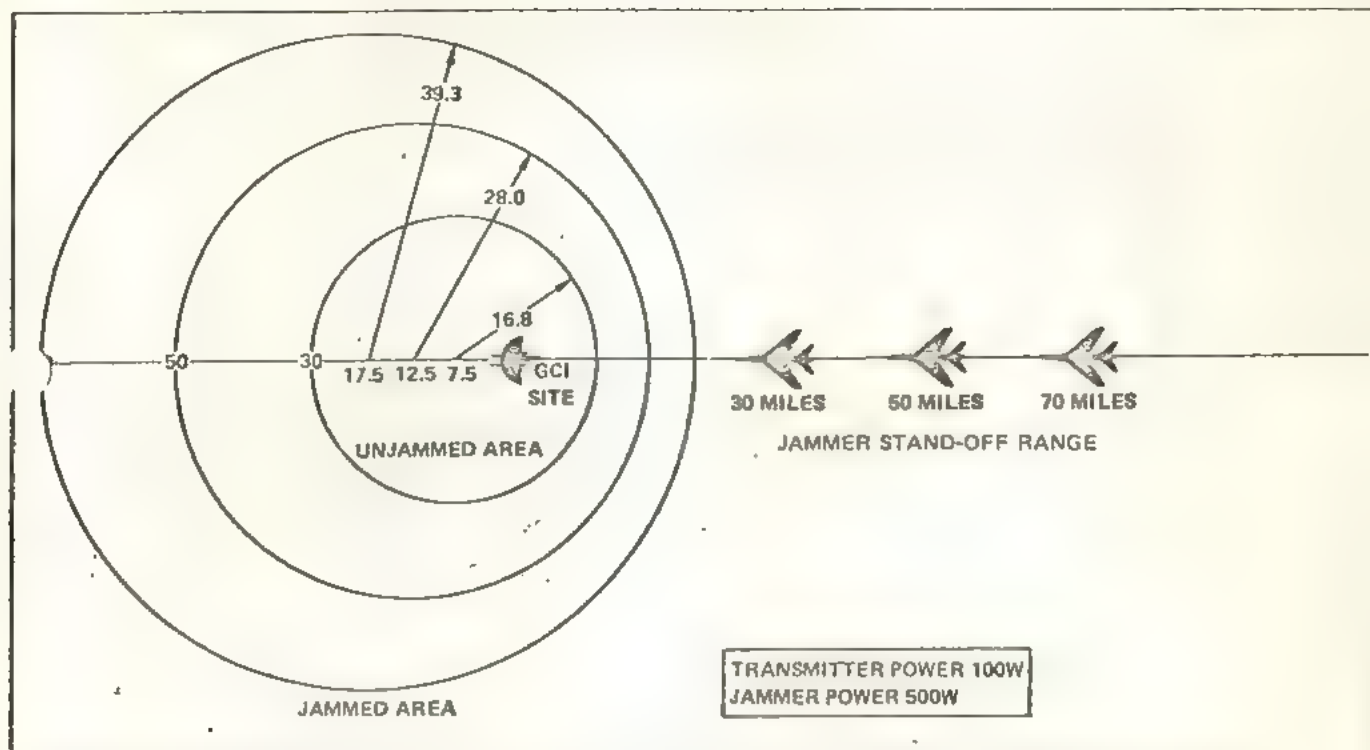 39.3
28.0
16.8
50
30
17.5 12.5 7.5
GCI
SITE
UNJAMMED AREA
30 MILES
50 MILES
70 MILES
JAMMER STAND-OFF RANGE
TRANSMITTER POWER 100W
JAMMER POWER 500W
JAMMED AREA